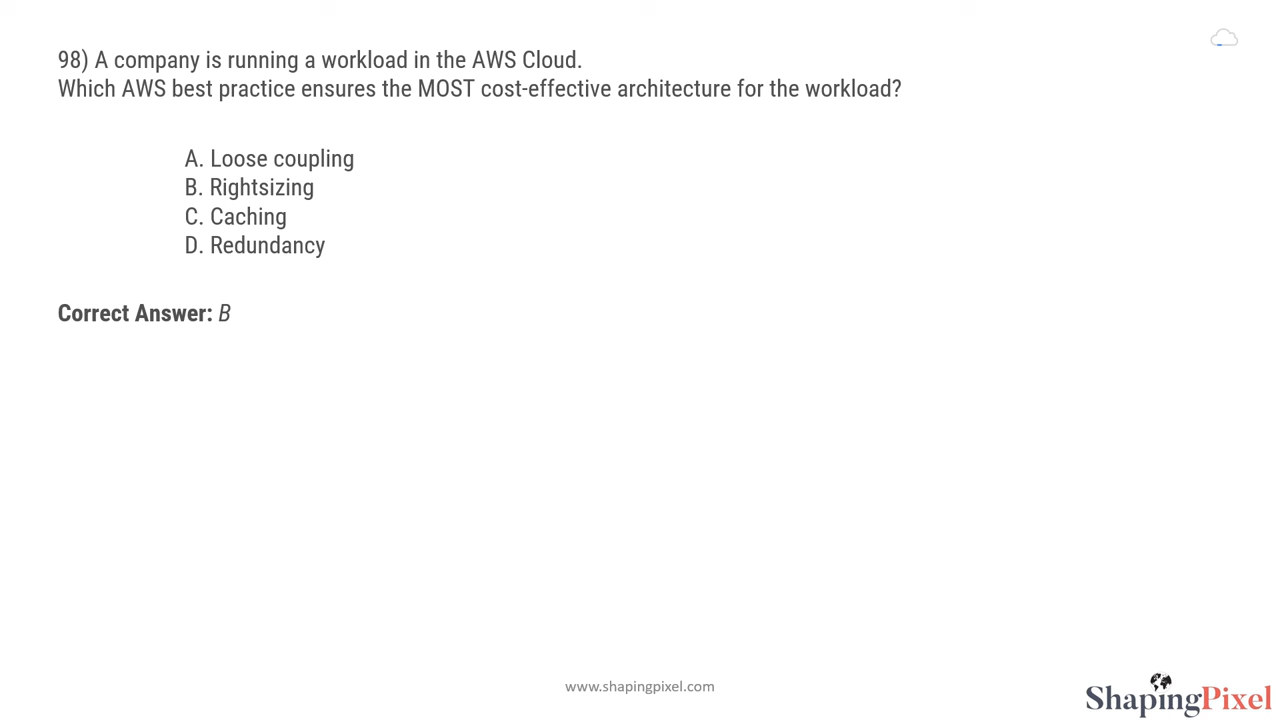 98) A company is running a workload in the AWS Cloud.
Which AWS best practice ensures the MOST cost-effective architecture for the workload?
A. Loose coupling
B. Rightsizing
C. Caching
D. Redundancy
Correct Answer: B
www.shapingpixel.com
ShapingPixel